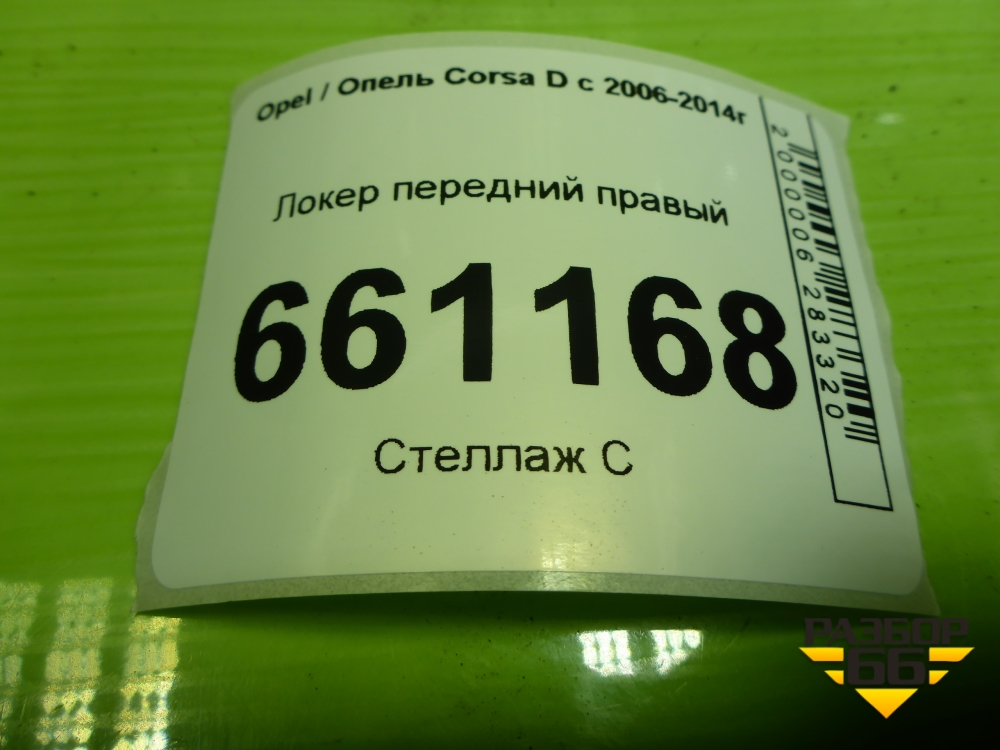 Opel / Опель Corsa D с 2006-2014г
Локер передний правый
661168
Стеллаж С
2000006283320
РАЗБОР
66